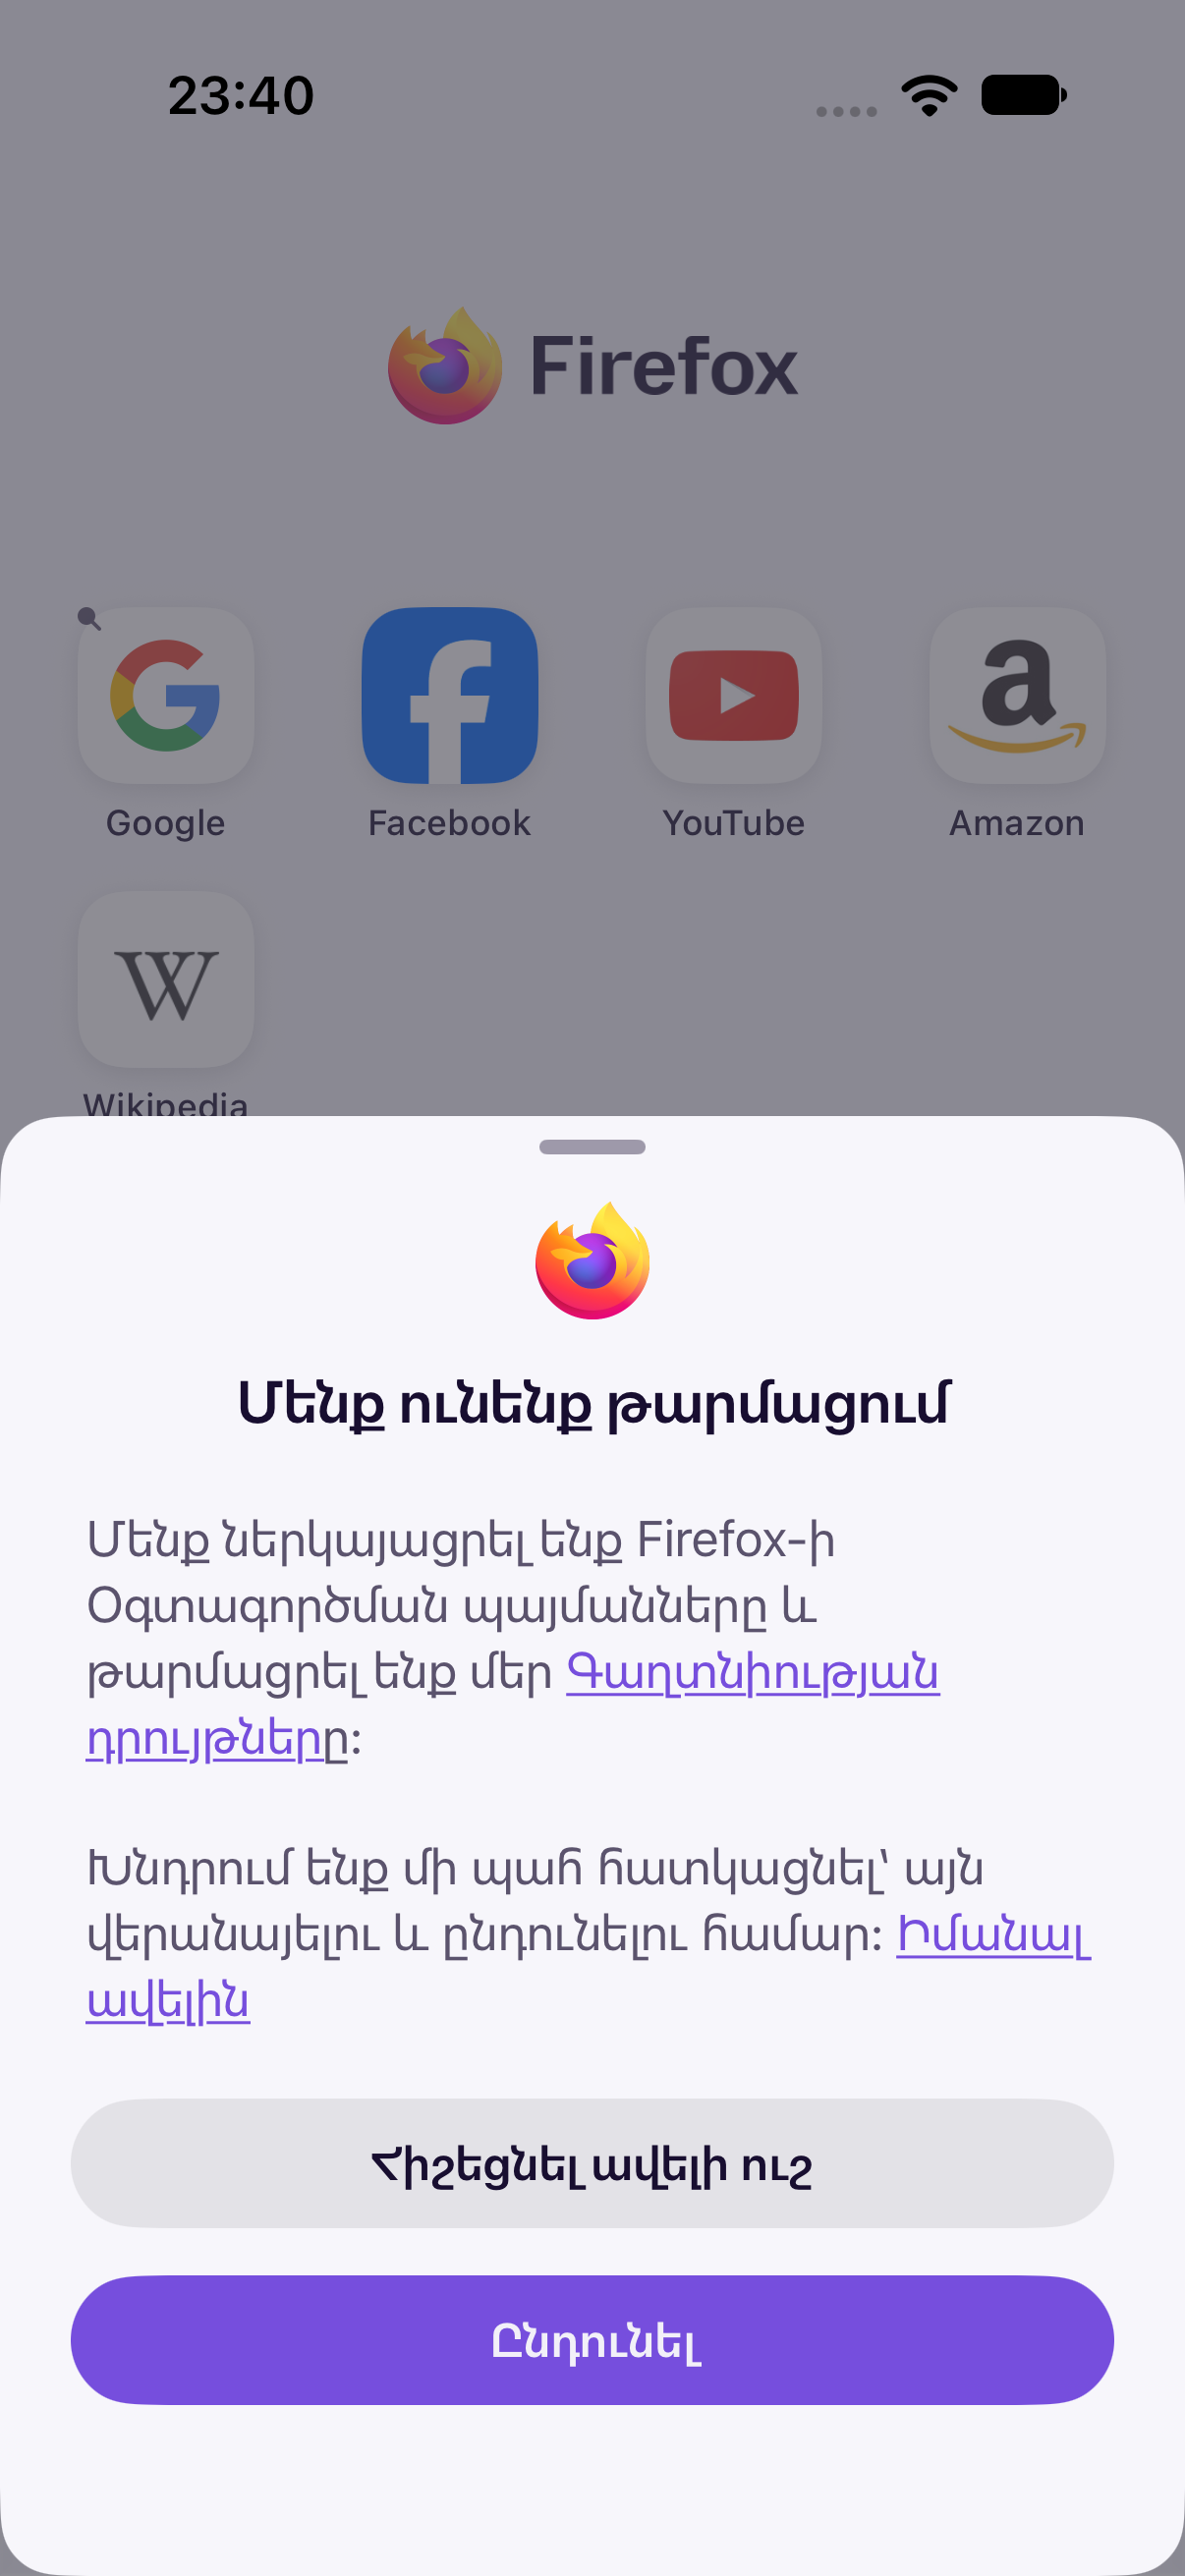 23:40
Firefox
Google Facebook YouTube Amazon
Wikipedia
Մենք ունենք թարմացում
Մենք ներկայացրել ենք Firefox-ի
Օգտագործման պայմանները և
թարմացրել ենք մեր Գաղտնիության
դրույթները:
Խնդրում ենք մի պահ հատկացնել՝ այն
վերանայելու և ընդունելու համար: Իմանալ
ավելին
Հիշեցնել ավելի ուշ
Ընդունել